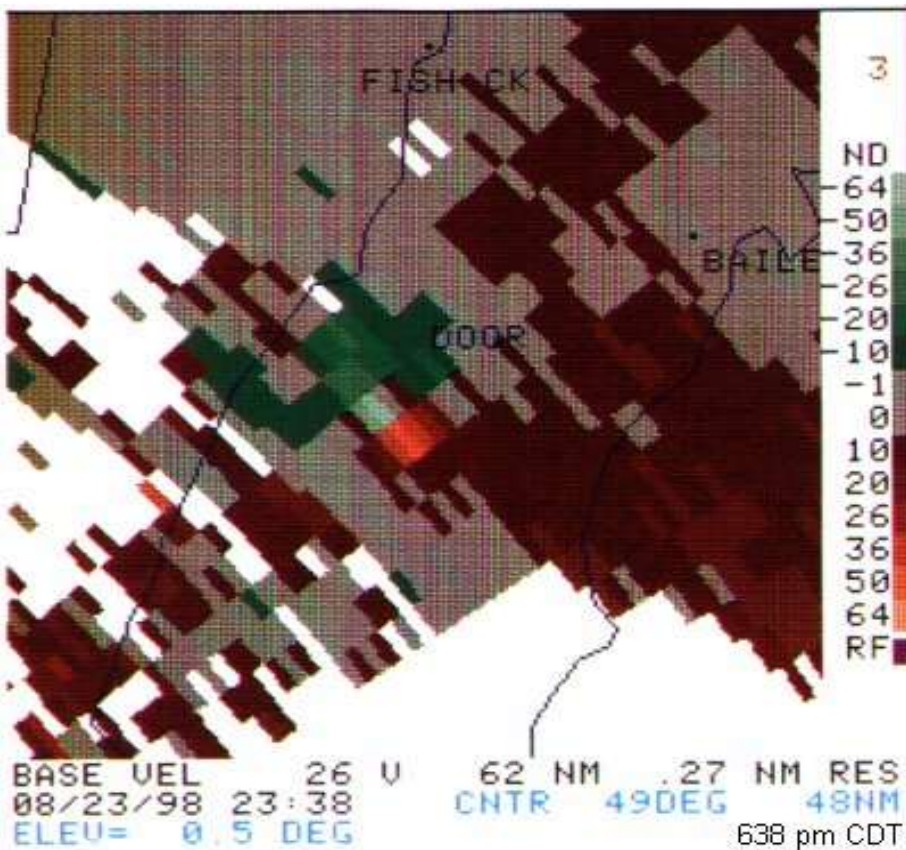 3
FISH CK
ND
64
50
BAILE
36
26
20
DOOR
10
-1
0
10
20
26
36
50
64
RF
BASE VEL 26 V 62 NM .27 NM RES
08/23/98 23:38 CNTR 49DEG 48NM
ELEV= 0.5 DEG 638 pm CDT